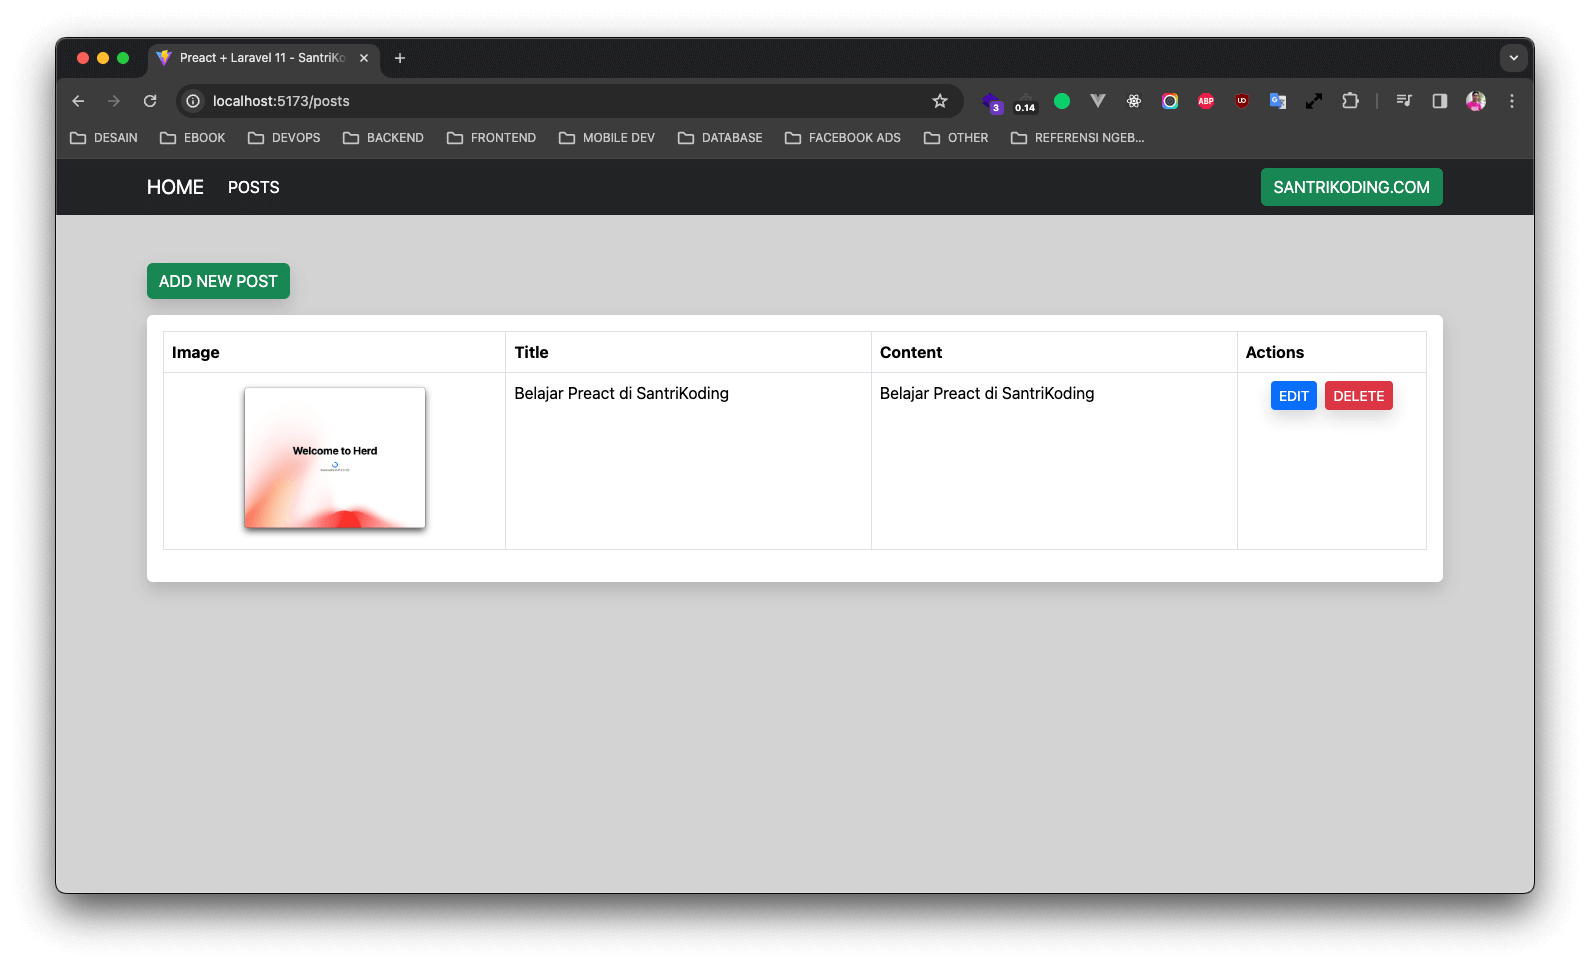 Preact + Laravel 11 - SantriKo
localhost:5173/posts
3
0.14
ABP
DESAIN
EBOOK
DEVOPS
BACKEND
FRONTEND
MOBILE DEV
DATABASE
FACEBOOK ADS
OTHER
REFERENSI NGEB...
HOME
POSTS
SANTRIKODING.COM
ADD NEW POST
Image
Title
Content
Actions
Welcome to Herd
Belajar Preact di SantriKoding
Belajar Preact di SantriKoding
EDIT
DELETE